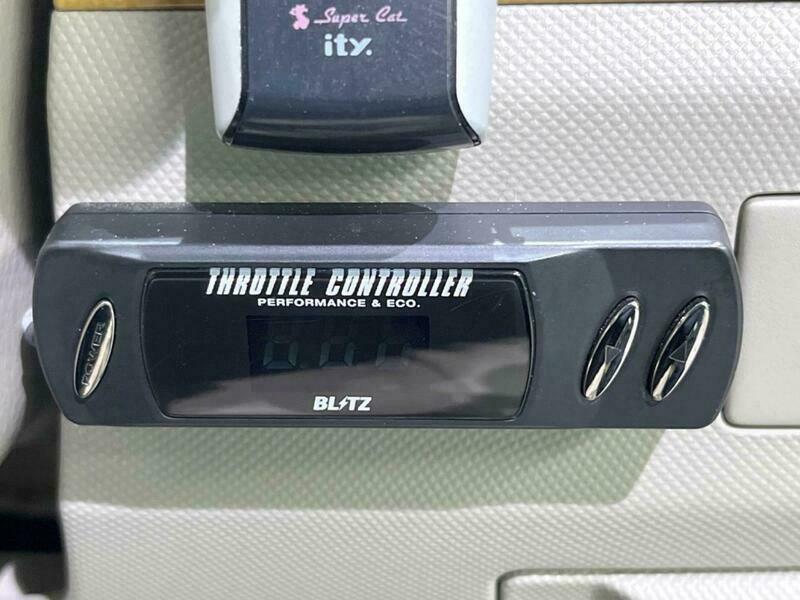 Super Cat
ity.
THROTTLE CONTROLLER
PERFORMANCE & ECO.
POWER
BLITZ